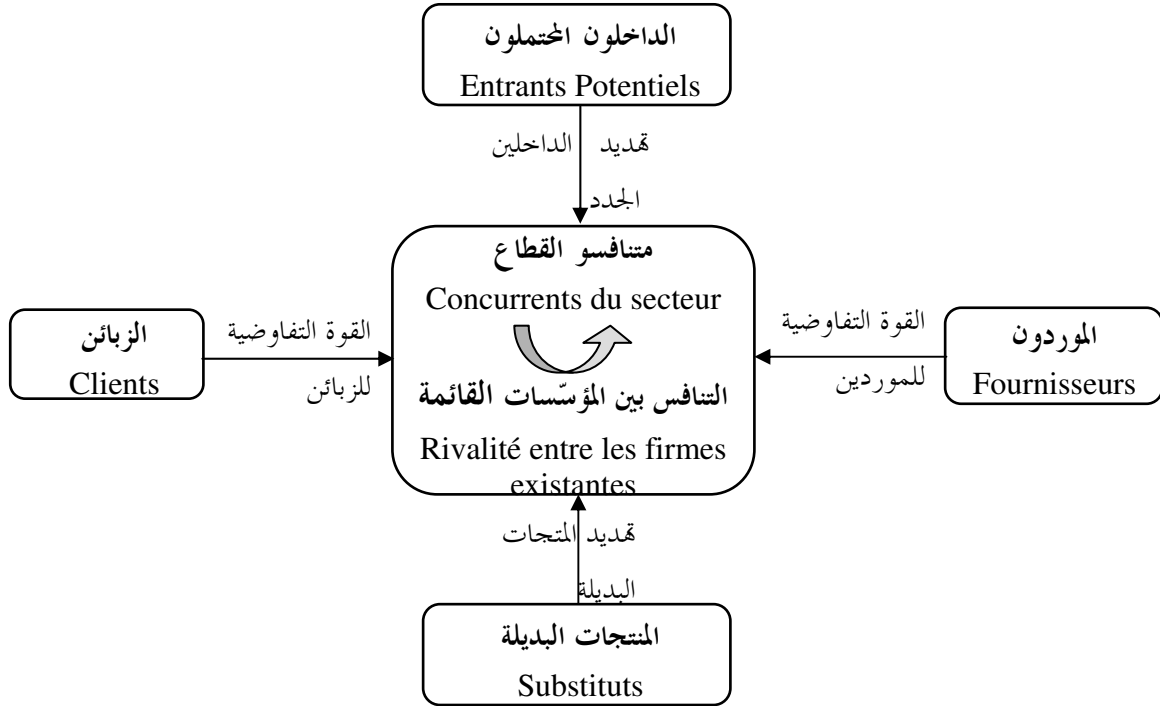 الداخلون المحتملون
Entrants Potentiels
تهديد الداخلين
الجدد
متنافسو القطاع
Concurrents du secteur
القوة التفاوضية
للموردين
الموردون
Fournisseurs
القوة التفاوضية
للزبائن
الزبائن
Clients
التنافس بين المؤسّسات القائمة
Rivalité entre les firmes
existantes
تهديد المتجات
البديلة
المنتجات البديلة
Substituts